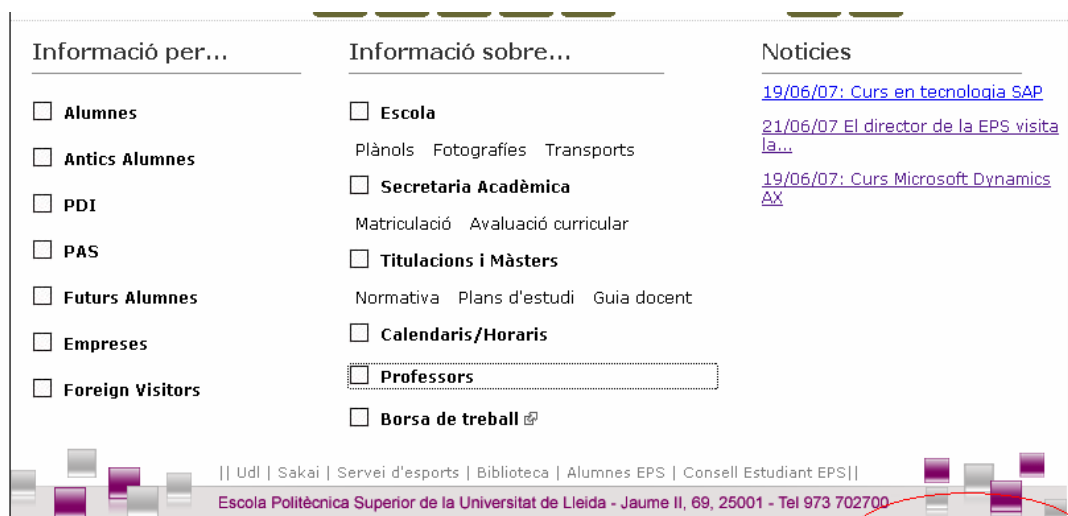 Informació per...
Alumnes
Antics Alumnes
PDI
PAS
Futurs Alumnes
Empreses
Foreign Visitors
Informació sobre...
Escola
Plànols Fotografíes Transports
Secretaria Acadèmica
Matriculació Avaluació curricular
Titulacions i Màsters
Normativa Plans d'estudi Guia docent
Calendaris/Horaris
Professors
Borsa de treball
Noticies
19/06/07: Curs en tecnologia SAP
21/06/07 El director de la EPS visita
la...
19/06/07: Curs Microsoft Dynamics
AX
|| Udl | Sakai | Servei d'esports | Biblioteca | Alumnes EPS | Consell Estudiant EPS||
Escola Politècnica Superior de la Universitat de Lleida - Jaume II, 69, 25001 - Tel 973 702700